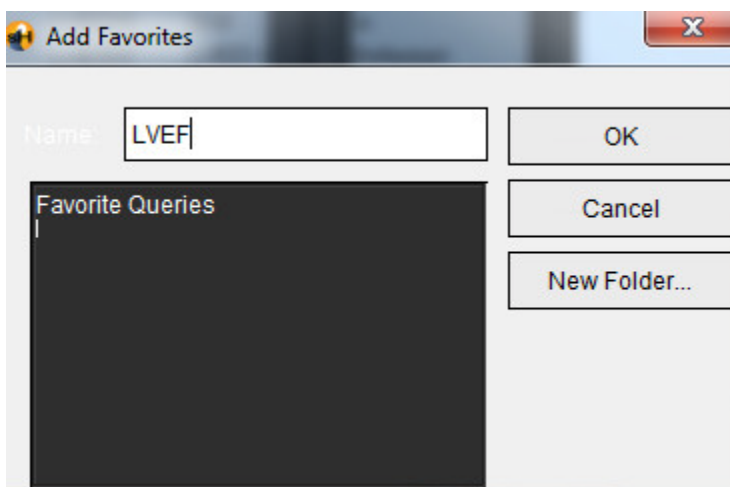 Add Favorites
Name: LVEF
OK
Favorite Queries
Cancel
New Folder...